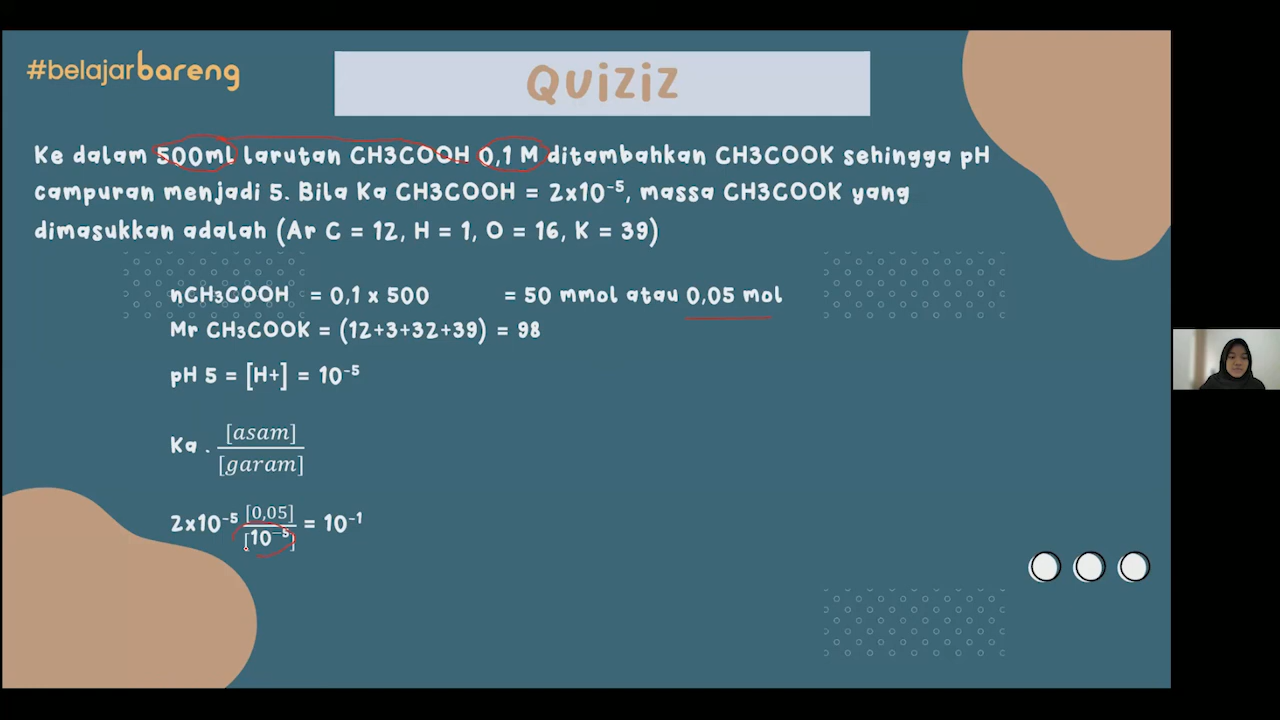 #belajarbareng
Quiziz
Ke dalam 500ml larutan CH3COOH 0,1 M ditambahkan CH3COOK sehingga pH
campuran menjadi 5. Bila Ka CH3COOH = 2x10⁻⁵, massa CH3COOK yang
dimasukkan adalah (Ar C = 12, H = 1, O = 16, K = 39)
nCH₃COOH = 0,1 x 500 = 50 mmol atau 0,05 mol
Mr CH₃COOK = (12+3+32+39) = 98
pH 5 = [H+] = 10⁻⁵
Ka . [asam]
[garam]
2x10⁻⁵ [0,05] = 10⁻¹
[10⁻⁵]